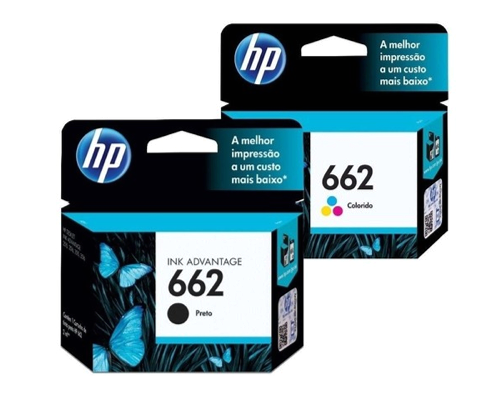 hp
A melhor
impressão
a um custo
mais baixo*
662
Colorido
hp
A melhor
impressão
a um custo
mais baixo*
INK ADVANTAGE
662
Preto